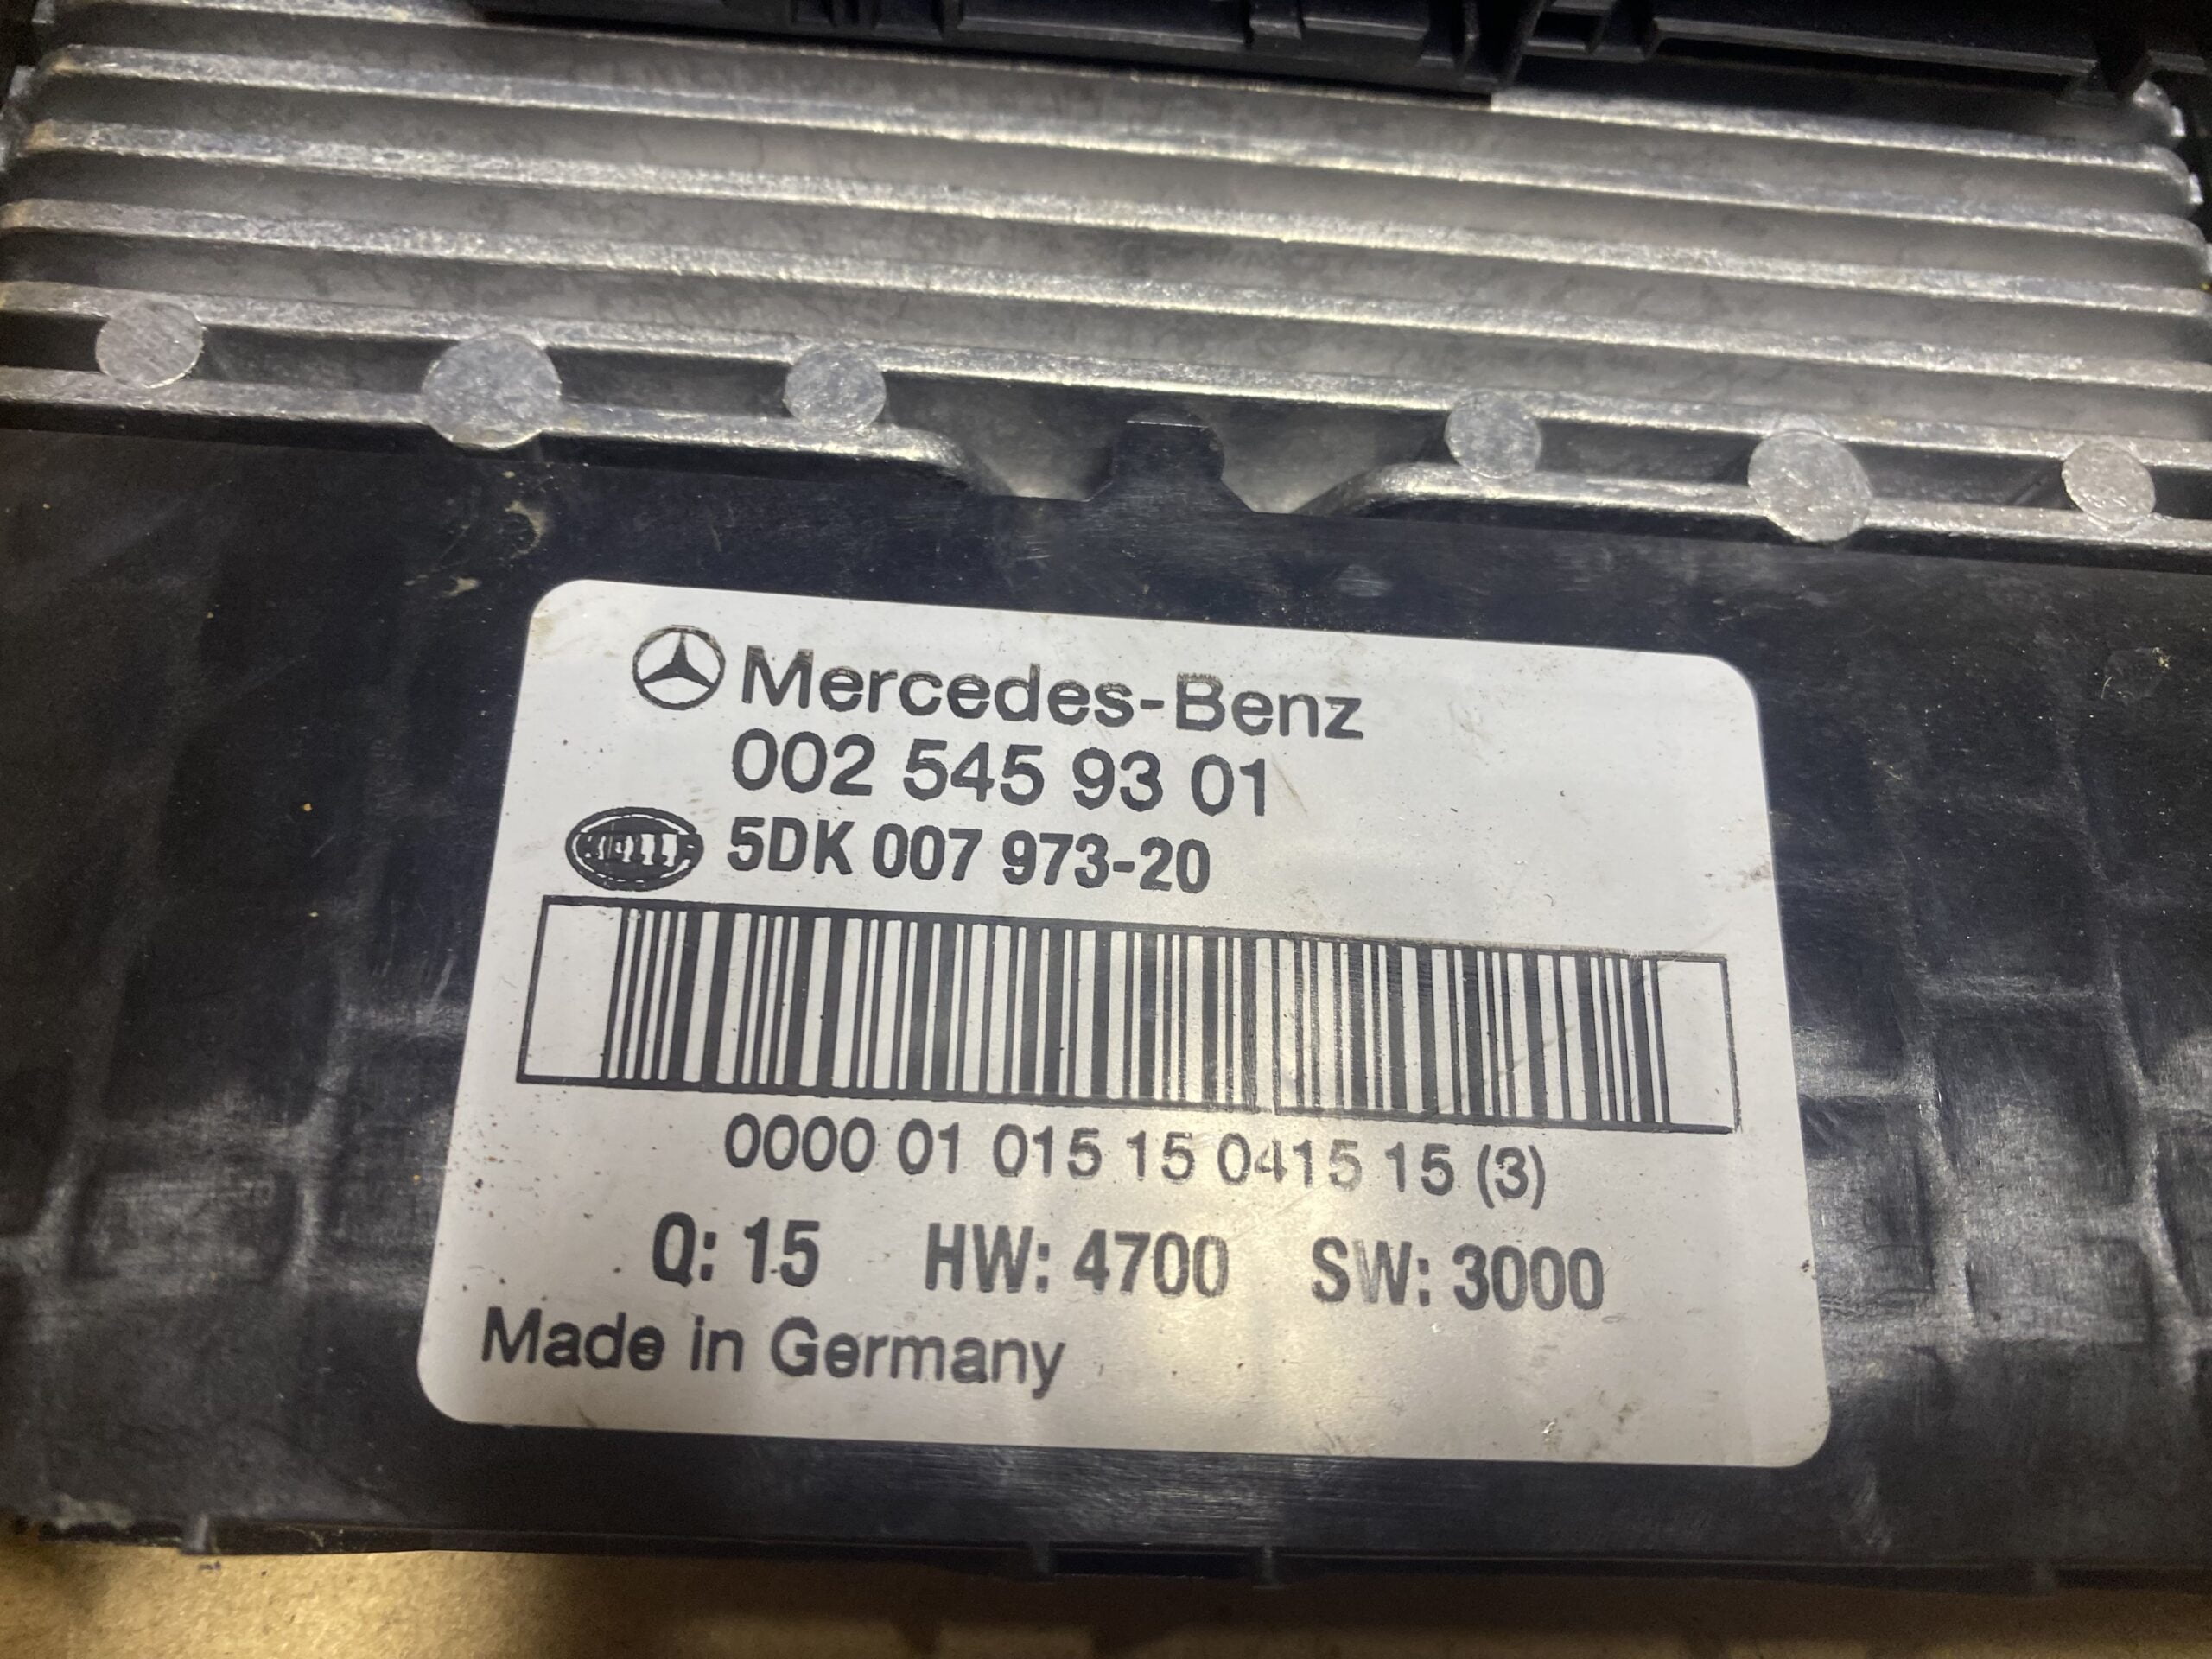 Mercedes-Benz
002 545 93 01
HELLA 5DK 007 973-20
0000 01 015 15 0415 15 (3)
Q: 15 HW: 4700 SW: 3000
Made in Germany